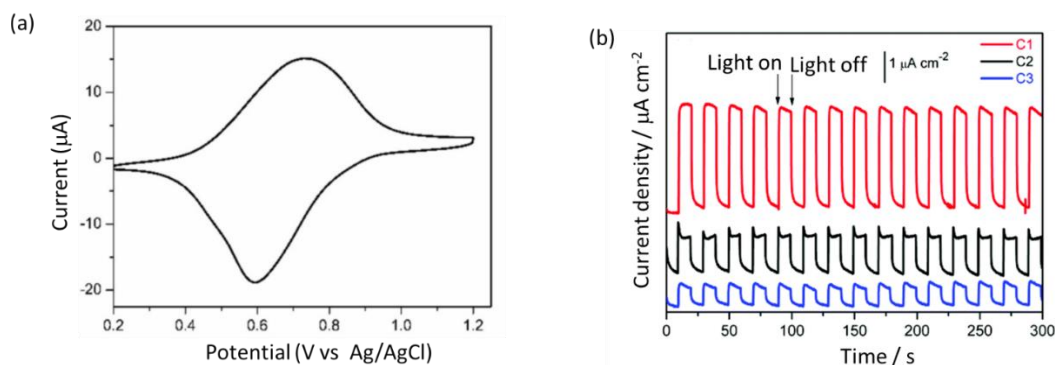 (a)
20
10
0
-10
-20
Current (μA)
0.2 0.4 0.6 0.8 1.0 1.2
Potential (V vs Ag/AgCl)
(b)
C1
C2
C3
1 μA cm-2
Light on
Light off
Current density / μA cm-2
0 50 100 150 200 250 300
Time / s